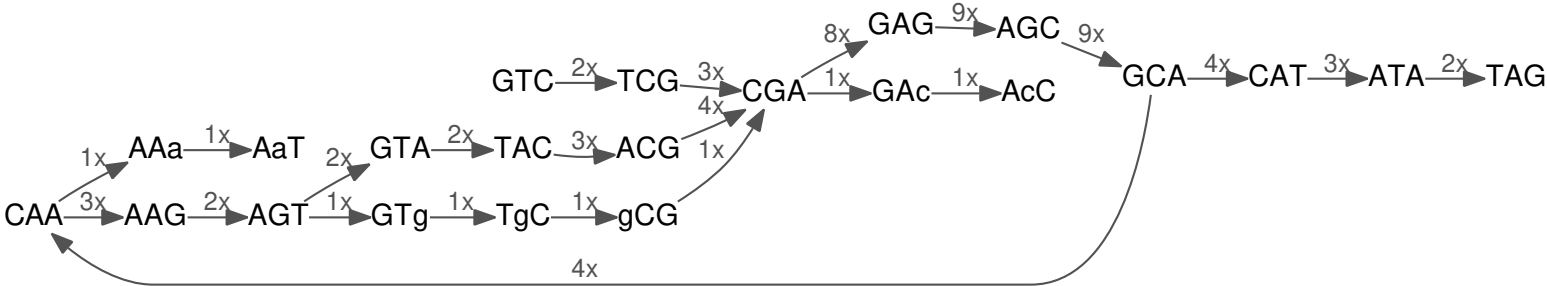 GAG 9x AGC
8x 9x
GTC 2x TCG 3x CGA 1x GAc 1x AcC GCA 4x CAT 3x ATA 2x TAG
4x
1x AAa 1x AaT 2x GTA 2x TAC 3x ACG 1x
CAA 3x AAG 2x AGT 1x GTg 1x TgC 1x gCG
4x